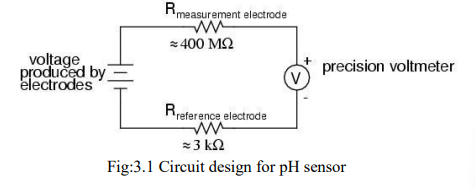 Rmeasurement electrode
≈ 400 MΩ
voltage
produced by
electrodes
+
V
-
precision voltmeter
Rreference electrode
≈ 3 kΩ
Fig:3.1 Circuit design for pH sensor